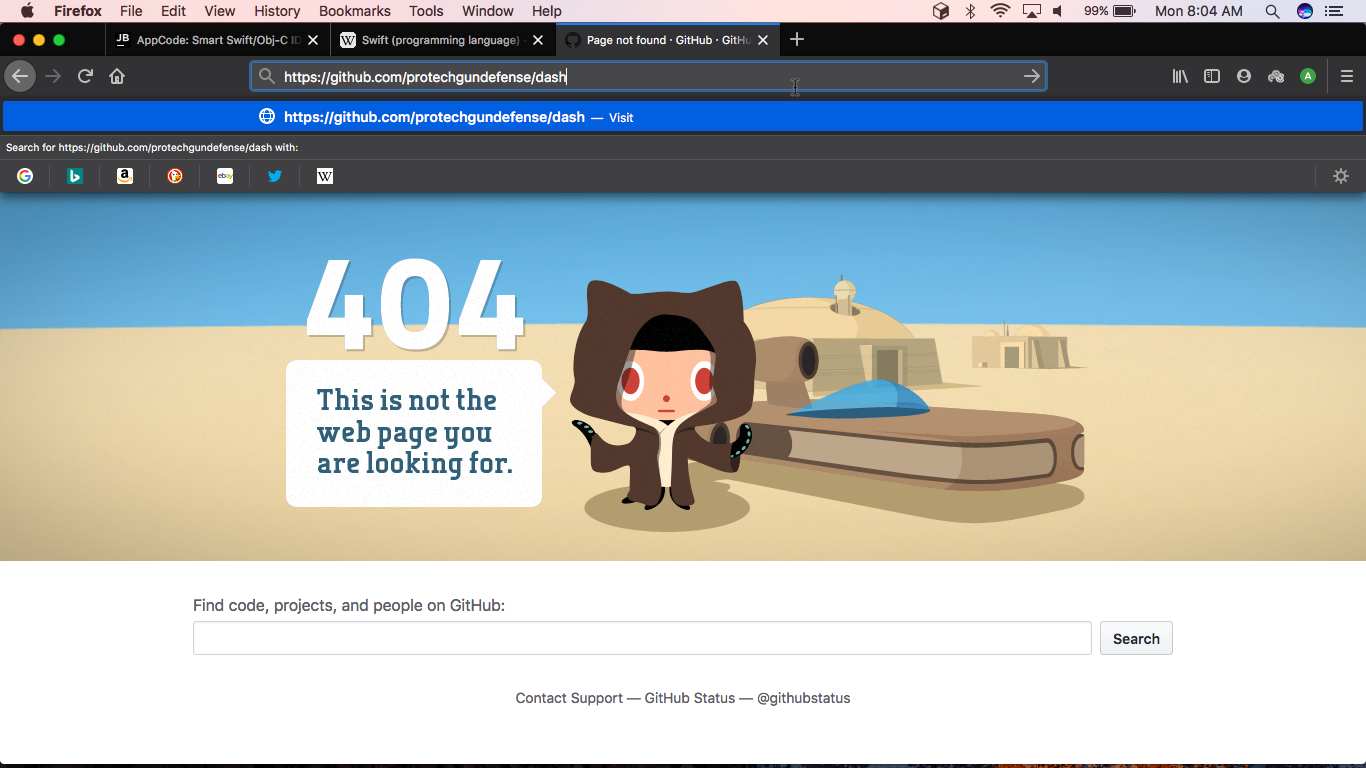 Firefox File Edit View History Bookmarks Tools Window Help 99% Mon 8:04 AM
JB AppCode: Smart Swift/Obj-C ID W Swift (programming language) - Page not found · GitHub · GitHu
https://github.com/protechgundefense/dash A
https://github.com/protechgundefense/dash — Visit
Search for https://github.com/protechgundefense/dash with:
G b a ebay W
404
This is not the
web page you
are looking for.
Find code, projects, and people on GitHub:
Search
Contact Support — GitHub Status — @githubstatus